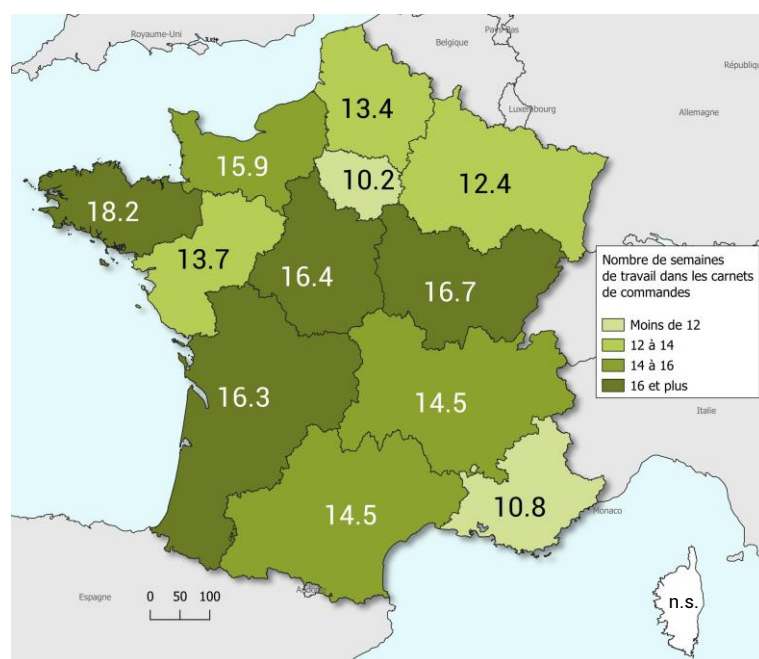 Royaume-Uni
Belgique
Pays-Bas
République
Luxembourg
Allemagne
13.4
15.9
10.2
12.4
18.2
13.7
16.4
16.7
Nombre de semaines
de travail dans les carnets
de commandes
Moins de 12
12 à 14
14 à 16
16 et plus
16.3
14.5
Italie
14.5
10.8
Monaco
Espagne
0 50 100
n.s.